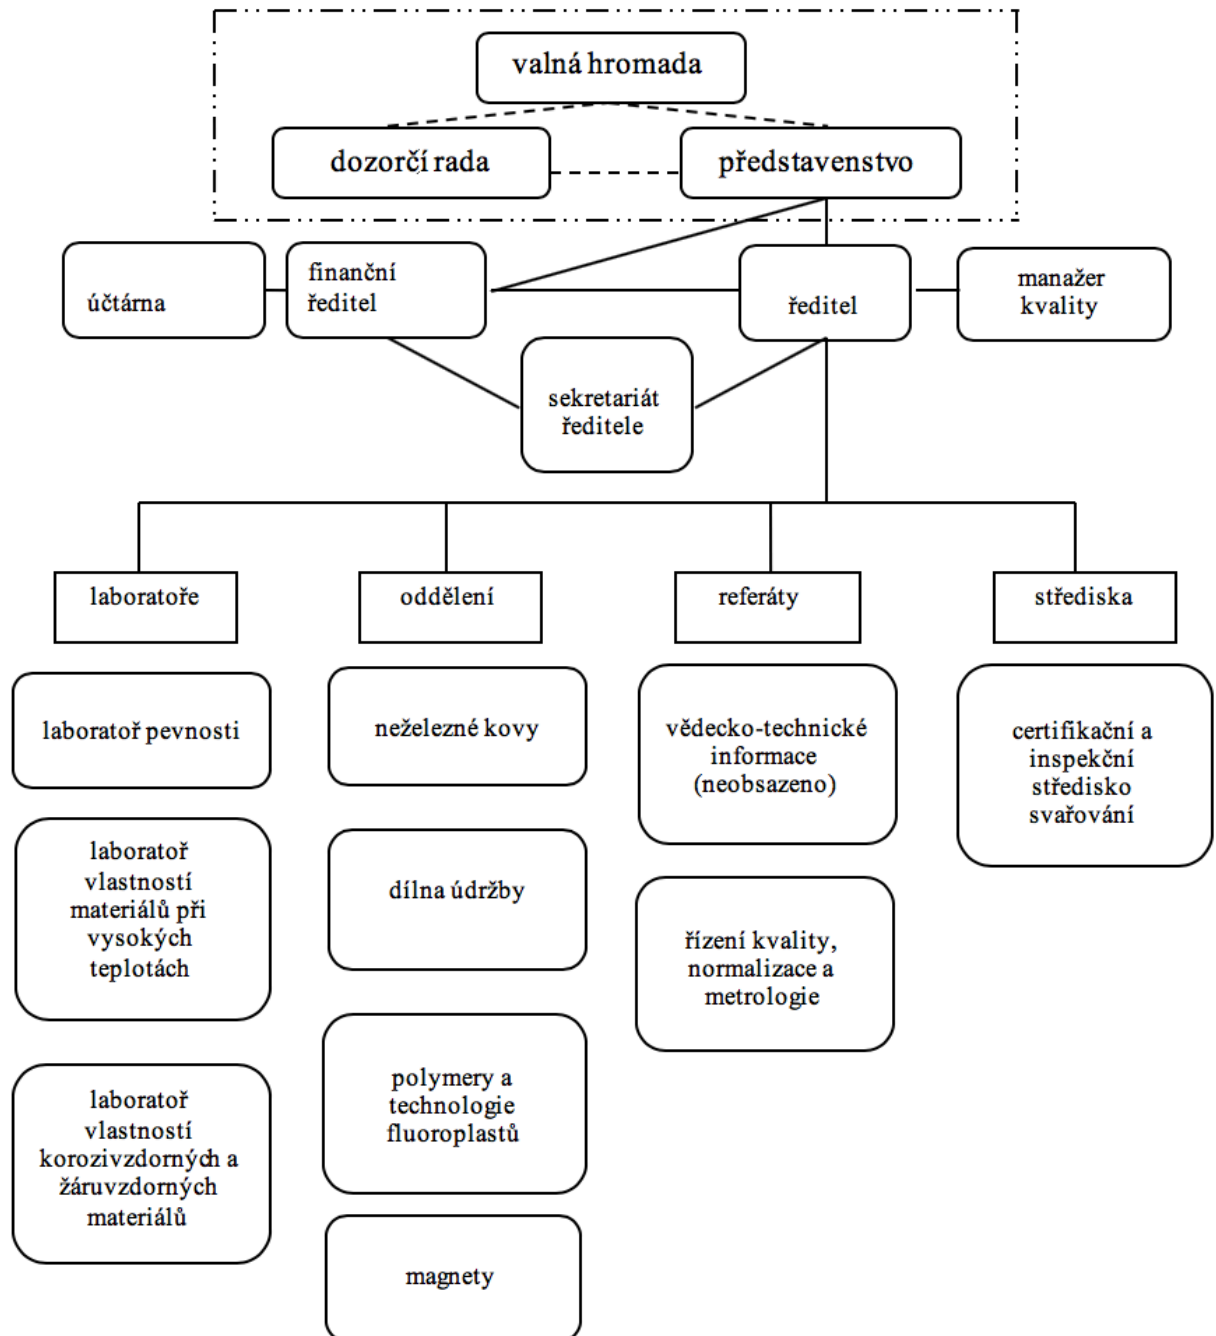 valná hromada
dozorčí rada
představenstvo
účtárna
finanční
ředitel
ředitel
manažer
kvality
sekretariát
ředitele
laboratoře
oddělení
referáty
střediska
laboratoř pevnosti
neželezné kovy
vědecko-technické
informace
(neobsazeno)
certifikační a
inspekční
středisko
svařování
laboratoř
vlastností
materiálů při
vysokých
teplotách
dílna údržby
řízení kvality,
normalizace a
metrologie
laboratoř
vlastností
korozivzdorných a
žáruvzdorných
materiálů
polymery a
technologie
fluoroplastů
magnety